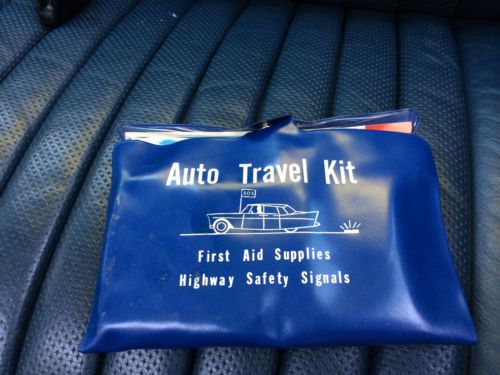 Auto Travel Kit
SOS
First Aid Supplies
Highway Safety Signals